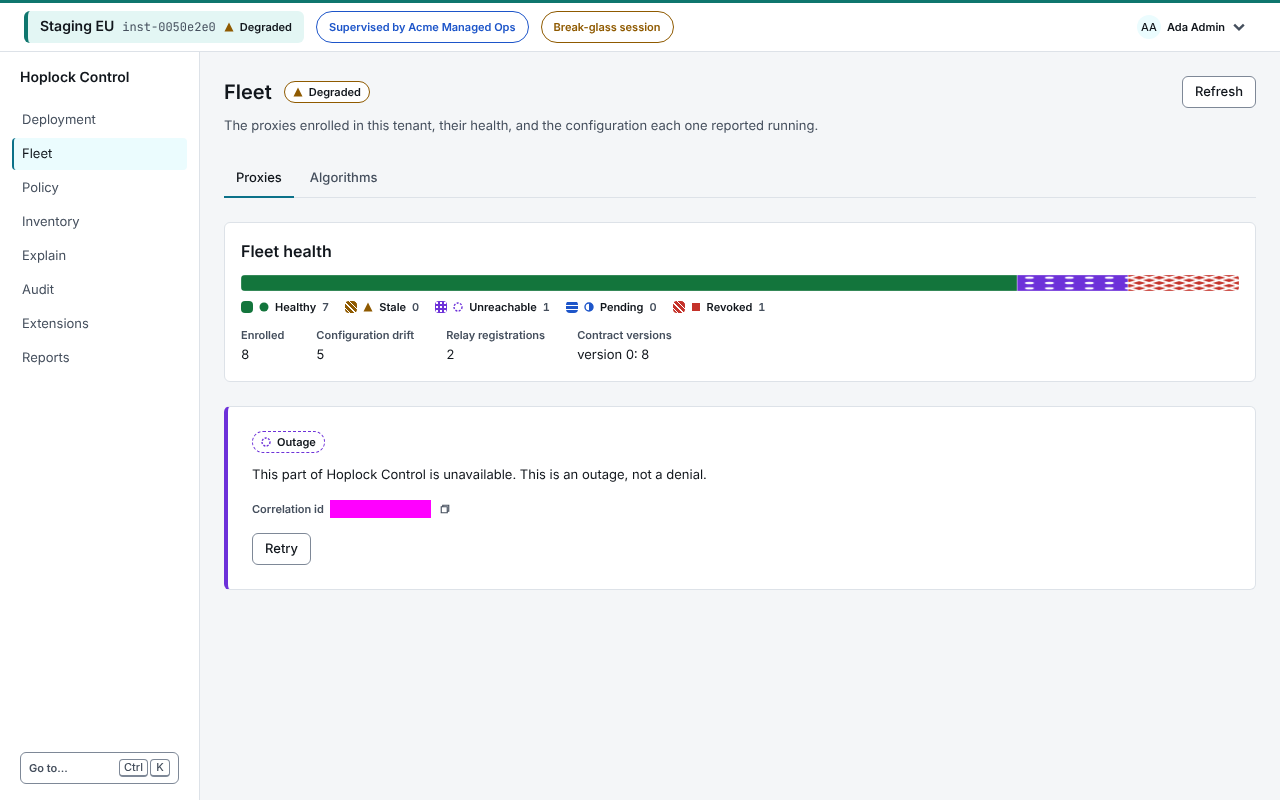 Staging EU inst-0050e2e0 Degraded
Supervised by Acme Managed Ops
Break-glass session
AA Ada Admin
Hoplock Control
Deployment
Fleet
Policy
Inventory
Explain
Audit
Extensions
Reports
Go to...
Ctrl K
Fleet Degraded
Refresh
The proxies enrolled in this tenant, their health, and the configuration each one reported running.
Proxies Algorithms
Fleet health
Healthy 7 Stale 0 Unreachable 1 Pending 0 Revoked 1
Enrolled Configuration drift Relay registrations Contract versions
8 5 2 version 0: 8
Outage
This part of Hoplock Control is unavailable. This is an outage, not a denial.
Correlation id
Retry